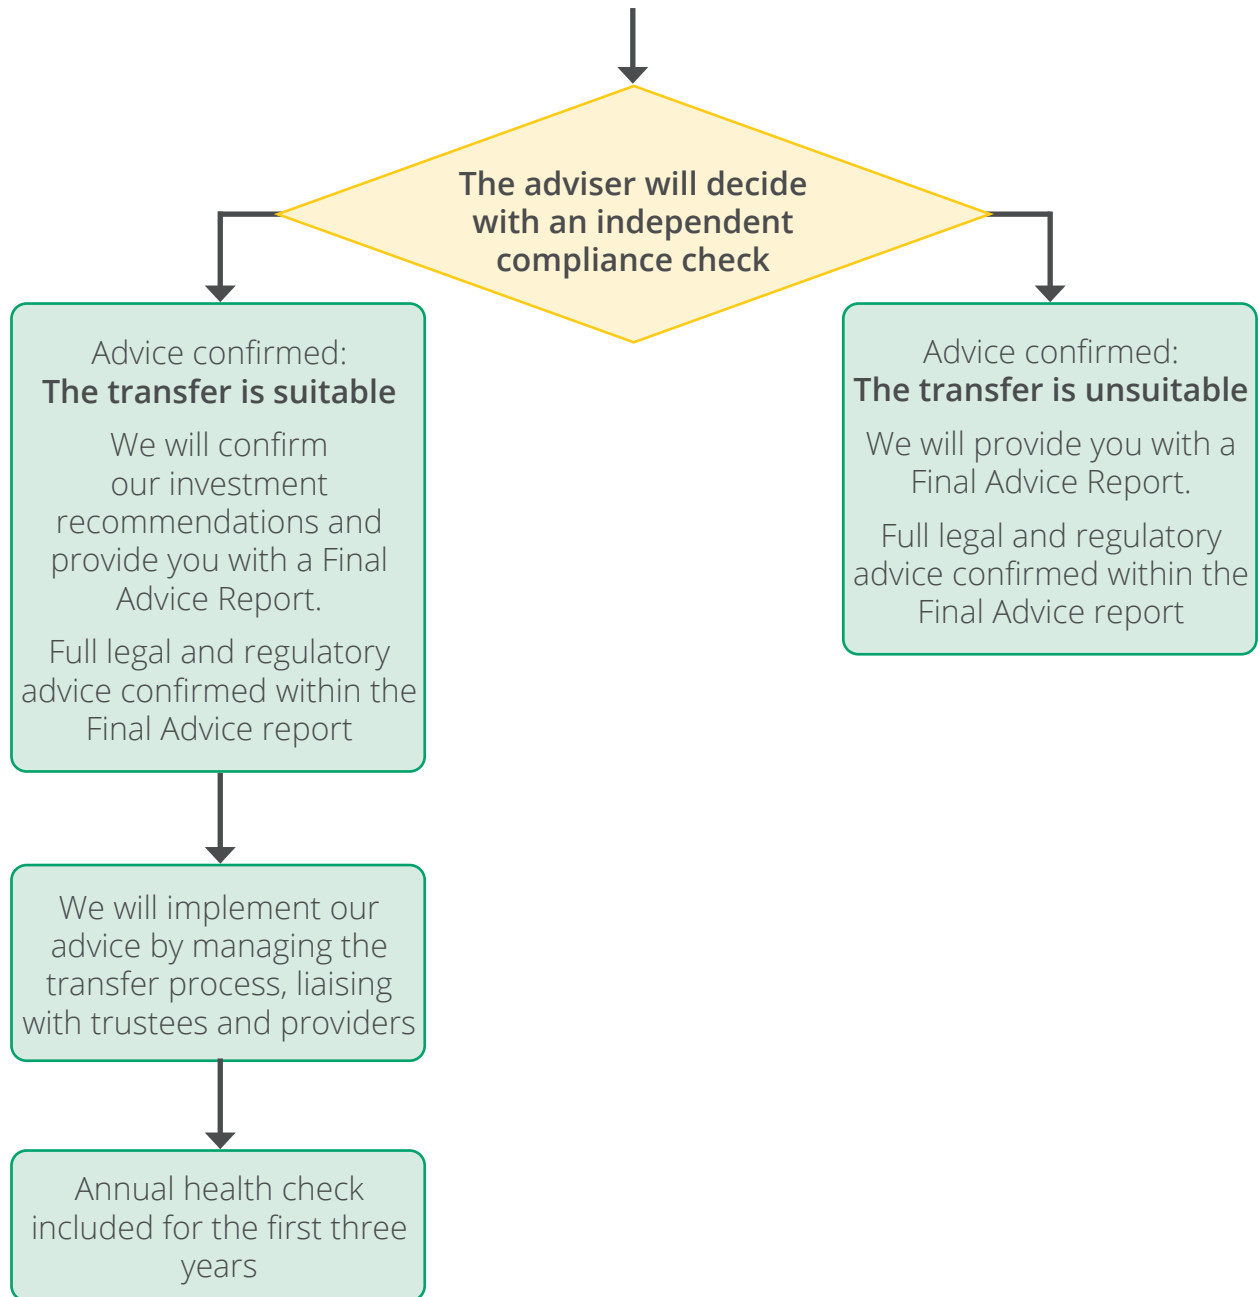 The adviser will decide
with an independent
compliance check
Advice confirmed:
The transfer is suitable
We will confirm
our investment
recommendations and
provide you with a Final
Advice Report.
Full legal and regulatory
advice confirmed within the
Final Advice report
Advice confirmed:
The transfer is unsuitable
We will provide you with a
Final Advice Report.
Full legal and regulatory
advice confirmed within the
Final Advice report
We will implement our
advice by managing the
transfer process, liaising
with trustees and providers
Annual health check
included for the first three
years